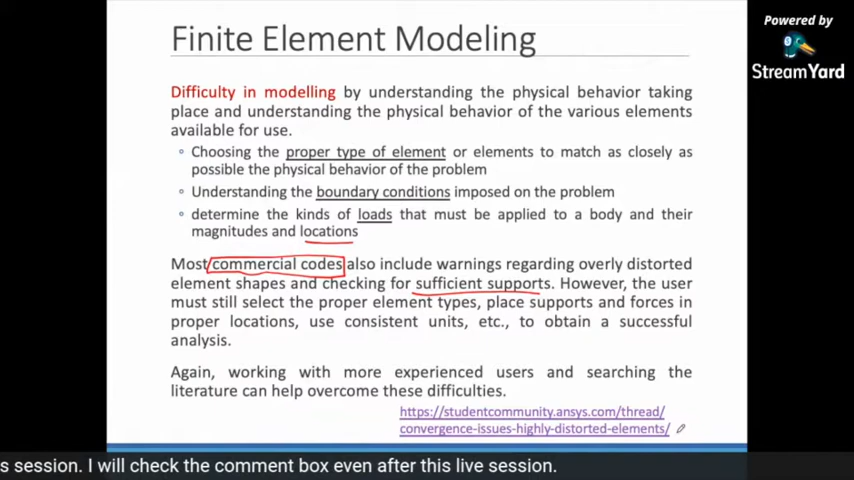 Finite Element Modeling
Powered by
StreamYard
Difficulty in modelling by understanding the physical behavior taking
place and understanding the physical behavior of the various elements
available for use.
◦ Choosing the proper type of element or elements to match as closely as
possible the physical behavior of the problem
◦ Understanding the boundary conditions imposed on the problem
◦ determine the kinds of loads that must be applied to a body and their
magnitudes and locations
Most commercial codes also include warnings regarding overly distorted
element shapes and checking for sufficient supports. However, the user
must still select the proper element types, place supports and forces in
proper locations, use consistent units, etc., to obtain a successful
analysis.
Again, working with more experienced users and searching the
literature can help overcome these difficulties.
https://studentcommunity.ansys.com/thread/
convergence-issues-highly-distorted-elements/
s session. I will check the comment box even after this live session.